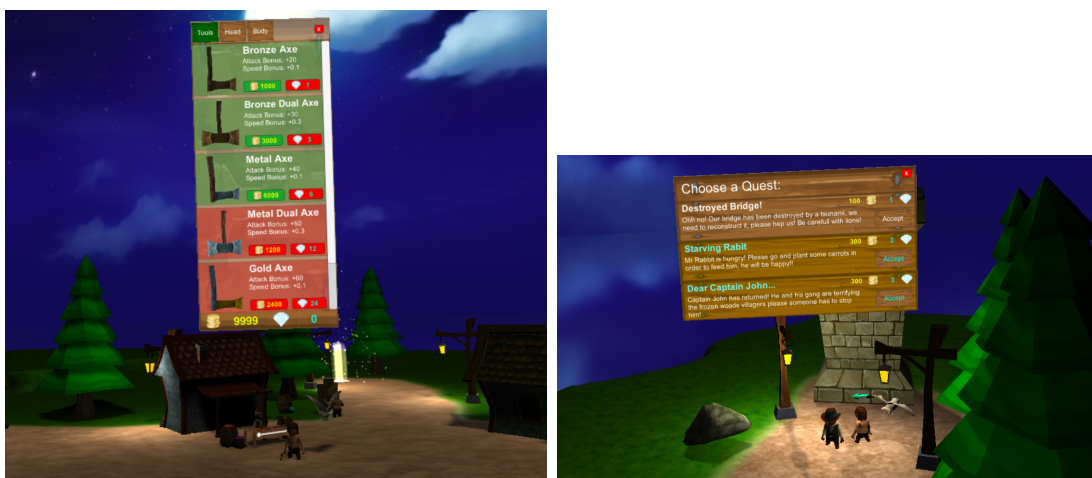 Tools Head Body x
Bronze Axe
Attack Bonus: +20
Speed Bonus: +0.1
1000 1
Bronze Dual Axe
Attack Bonus: +30
Speed Bonus: +0.3
3000 3
Metal Axe
Attack Bonus: +40
Speed Bonus: +0.1
6000 6
Metal Dual Axe
Attack Bonus: +50
Speed Bonus: +0.3
1200 12
Gold Axe
Attack Bonus: +60
Speed Bonus: +0.1
2400 24
9999 0
x
Choose a Quest:
Destroyed Bridge! 100 1
Ohh no! Our bridge has been destroyed by a tsunami, we
need to reconstruct it, please hep us! Be carefull with lions!
Accept
Starving Rabit 300 3
Mr Rabbit is hungry! Please go and plant some carrots in
order to feed him, he will be happy!!
Accept
Dear Captain John... 300 3
Captain John has returned! He and his gang are terrifying
the frozen woods villagers please someone has to stop
him!
Accept